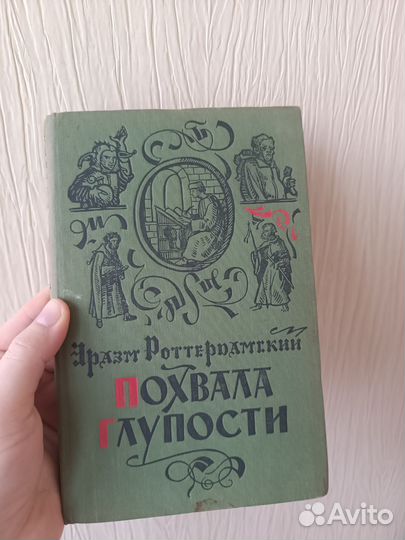 Эразм Роттердамский
Похвала
глупости
Avito